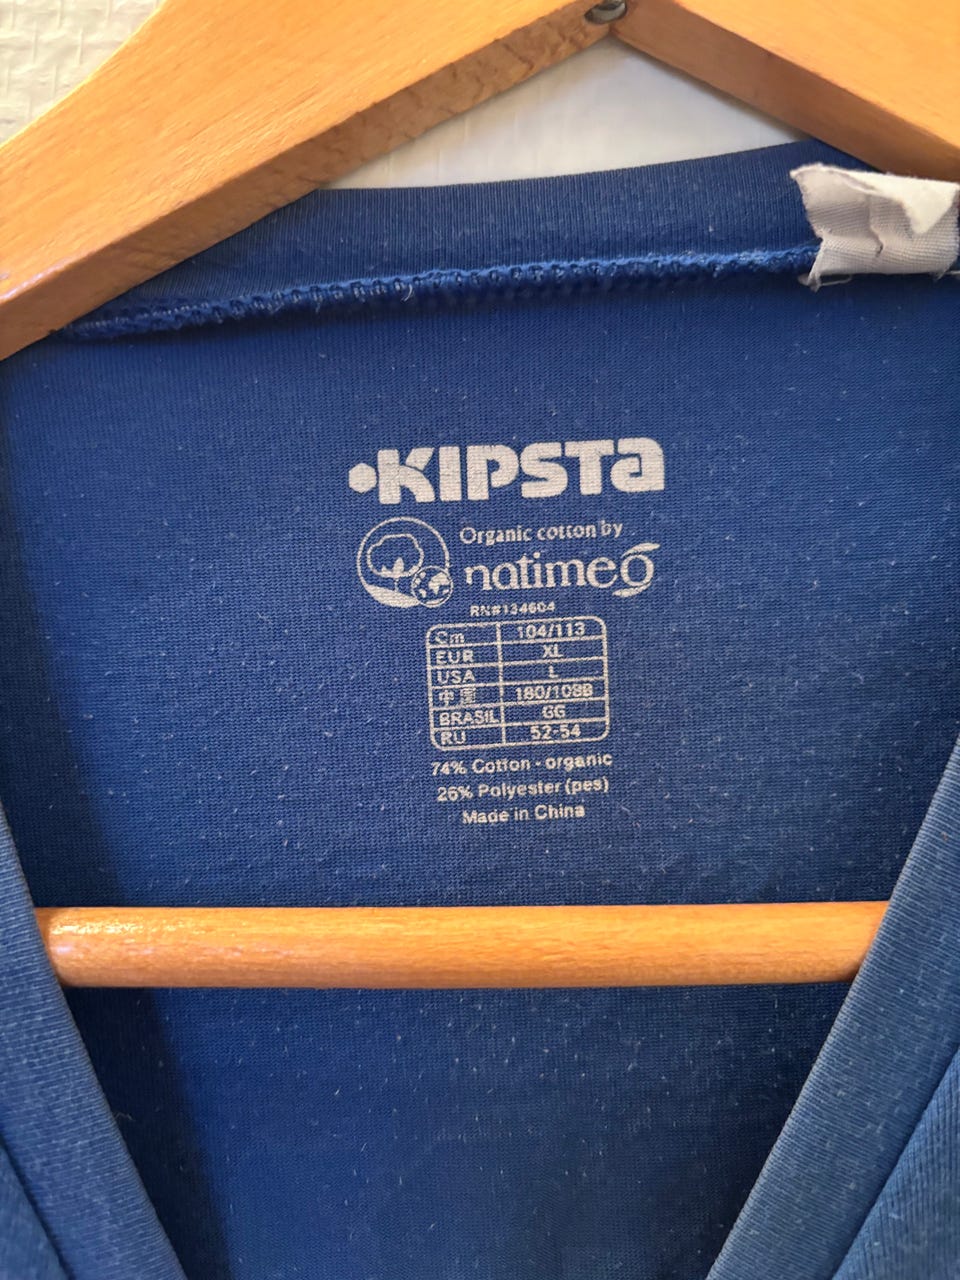 KIPSTA
Organic cotton by
natimeo
RN#134604
Cm 104/113
EUR XL
USA L
中国 180/108B
BRASIL GG
RU 52-54
74% Cotton - organic
26% Polyester (pes)
Made in China